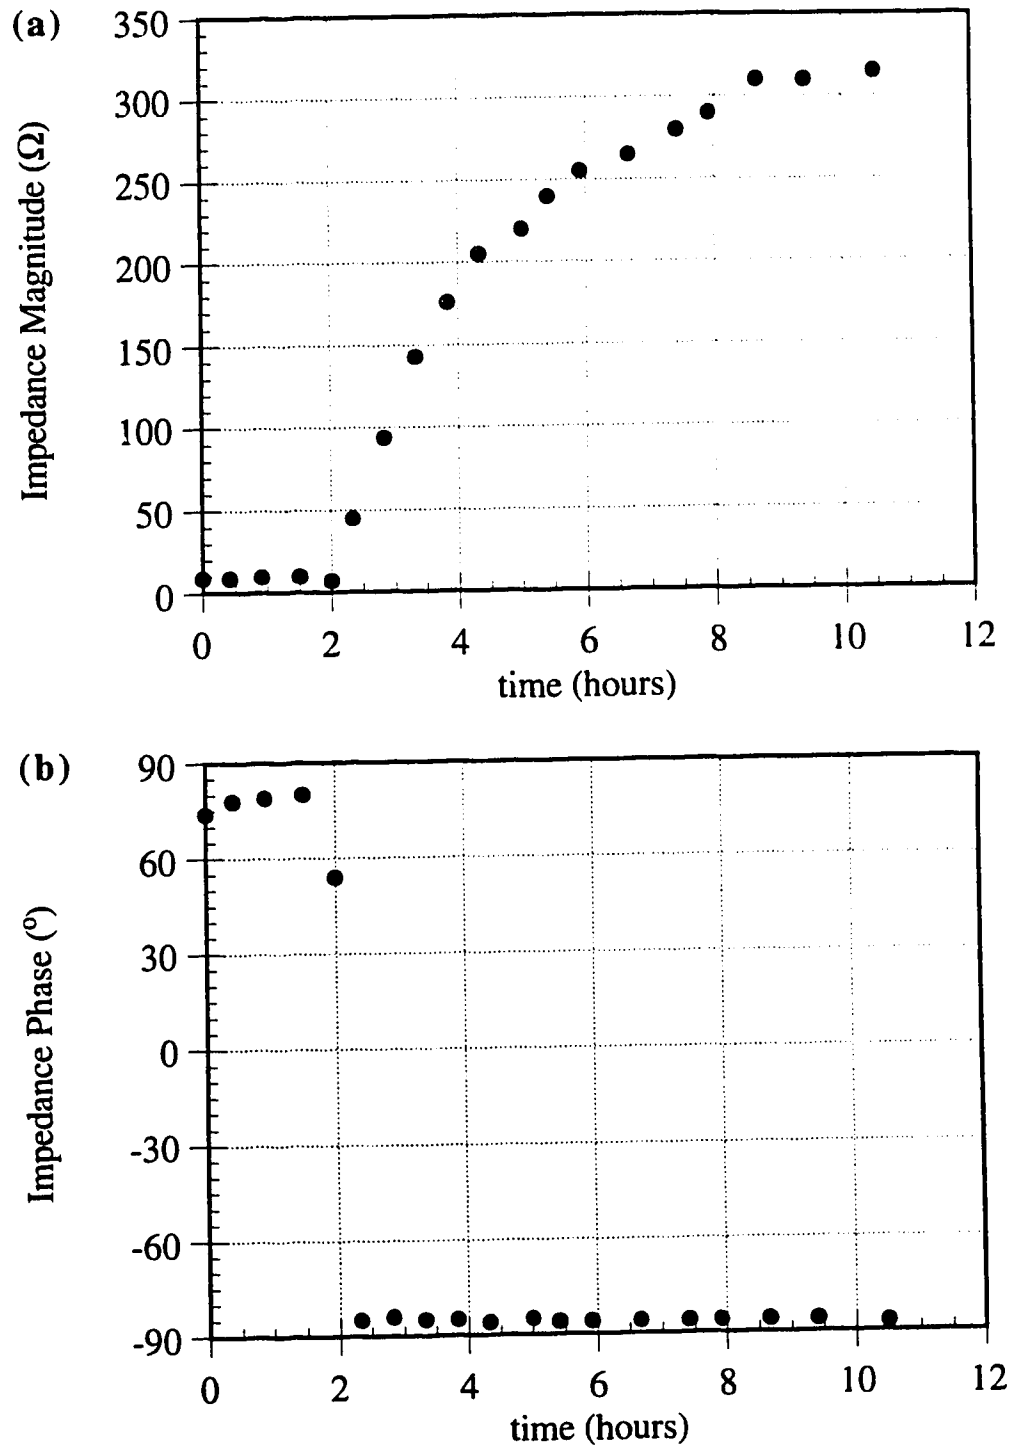 (a)
Impedance Magnitude (Ω)
350
300
250
200
150
100
50
0
0 2 4 6 8 10 12
time (hours)
(b)
Impedance Phase (º)
90
60
30
0
-30
-60
-90
0 2 4 6 8 10 12
time (hours)